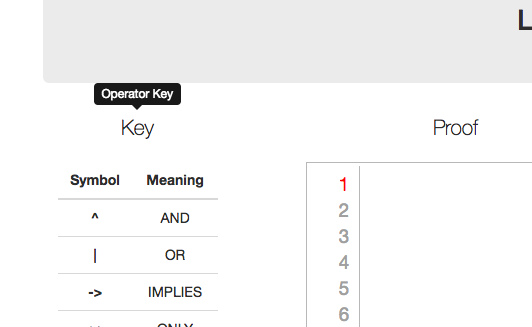 L
Operator Key
Key
Proof
Symbol Meaning
^ AND
| OR
-> IMPLIES
1
2
3
4
5
6